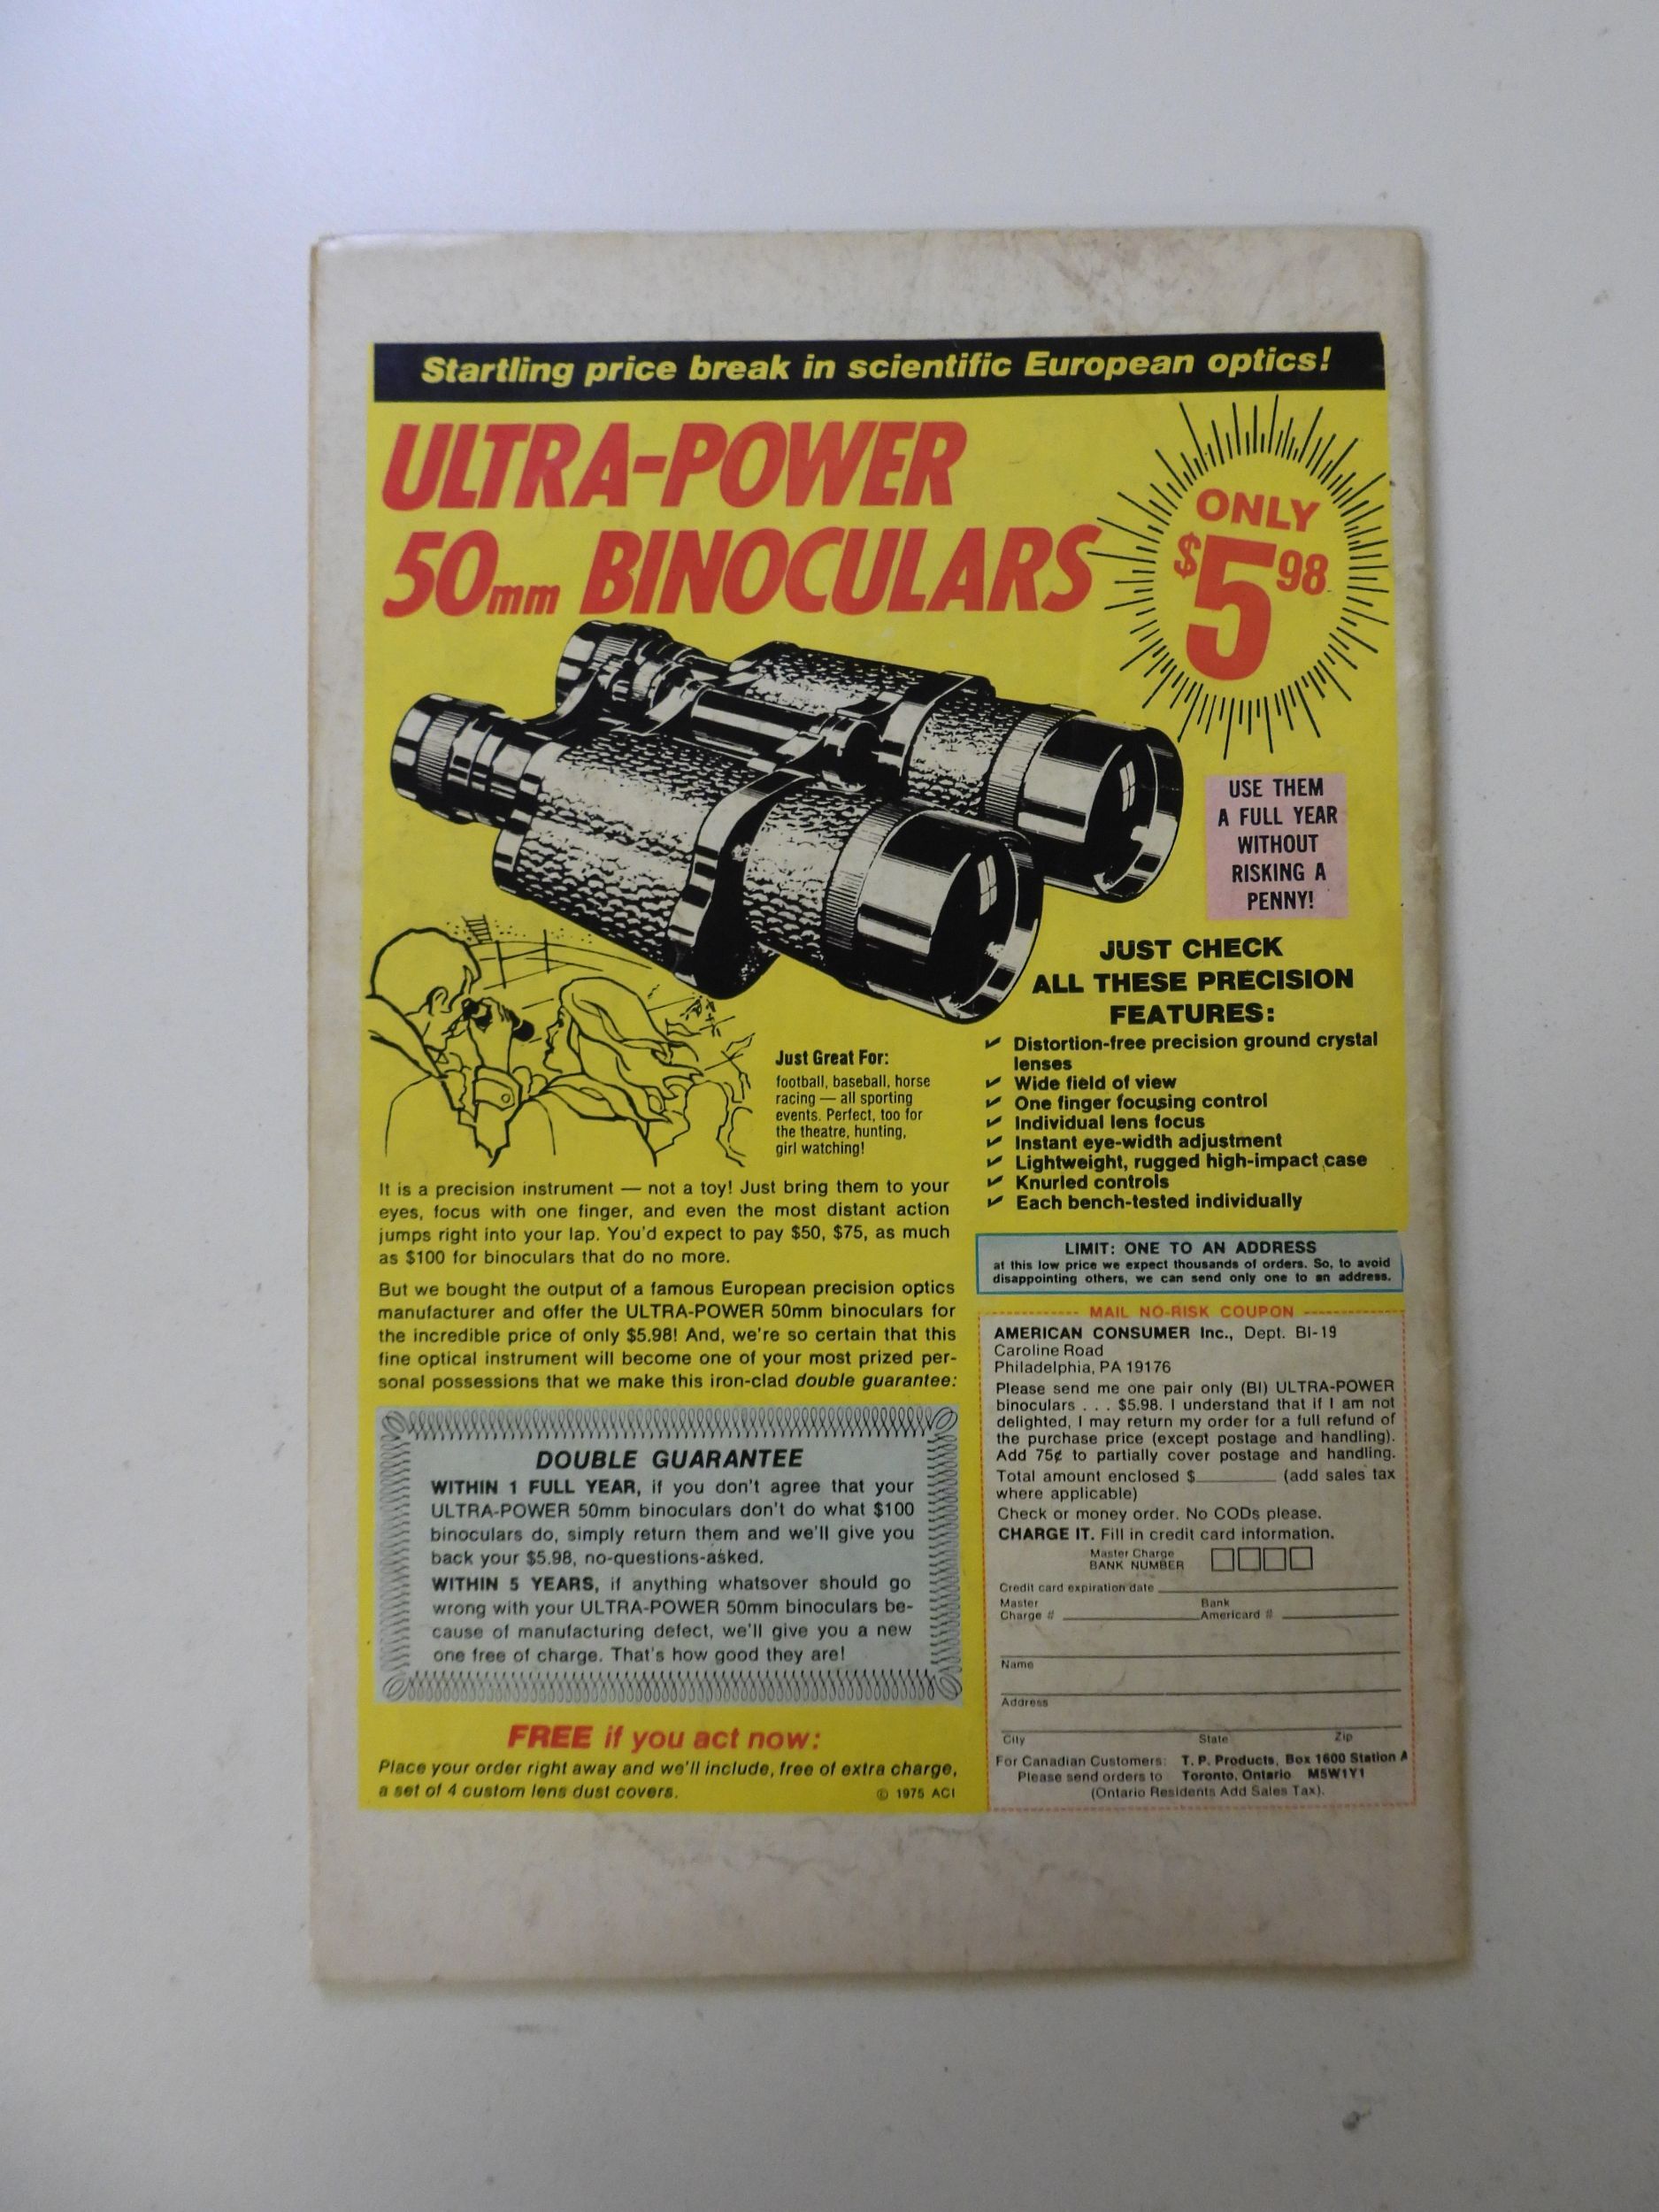 Startling price break in scientific European optics!
ULTRA-POWER
50mm BINOCULARS
ONLY
$5 98
USE THEM
A FULL YEAR
WITHOUT
RISKING A
PENNY!
JUST CHECK
ALL THESE PRECISION
FEATURES:
✔ Distortion-free precision ground crystal
lenses
✔ Wide field of view
✔ One finger focusing control
✔ Individual lens focus
✔ Instant eye-width adjustment
✔ Lightweight, rugged high-impact case
✔ Knurled controls
✔ Each bench-tested individually
Just Great For:
football, baseball, horse
racing — all sporting
events. Perfect, too for
the theatre, hunting,
girl watching!
It is a precision instrument — not a toy! Just bring them to your
eyes, focus with one finger, and even the most distant action
jumps right into your lap. You'd expect to pay $50, $75, as much
as $100 for binoculars that do no more.
But we bought the output of a famous European precision optics
manufacturer and offer the ULTRA-POWER 50mm binoculars for
the incredible price of only $5.98! And, we're so certain that this
fine optical instrument will become one of your most prized per-
sonal possessions that we make this iron-clad double guarantee:
DOUBLE GUARANTEE
WITHIN 1 FULL YEAR, if you don't agree that your
ULTRA-POWER 50mm binoculars don't do what $100
binoculars do, simply return them and we'll give you
back your $5.98, no-questions-asked.
WITHIN 5 YEARS, if anything whatsover should go
wrong with your ULTRA-POWER 50mm binoculars be-
cause of manufacturing defect, we'll give you a new
one free of charge. That's how good they are!
FREE if you act now:
Place your order right away and we'll include, free of extra charge,
a set of 4 custom lens dust covers.
© 1975 ACI
LIMIT: ONE TO AN ADDRESS
at this low price we expect thousands of orders. So, to avoid
disappointing others, we can send only one to an address.
MAIL NO-RISK COUPON
AMERICAN CONSUMER Inc., Dept. BI-19
Caroline Road
Philadelphia, PA 19176
Please send me one pair only (BI) ULTRA-POWER
binoculars . . . $5.98. I understand that if I am not
delighted, I may return my order for a full refund of
the purchase price (except postage and handling).
Add 75¢ to partially cover postage and handling.
Total amount enclosed $________ (add sales tax
where applicable)
Check or money order. No CODs please.
CHARGE IT. Fill in credit card information.
Master Charge
BANK NUMBER
Credit card expiration date
Master Bank
Charge # Americard #
Name
Address
City State Zip
For Canadian Customers: T. P. Products, Box 1600 Station A
Please send orders to Toronto, Ontario M5W1Y1
(Ontario Residents Add Sales Tax).